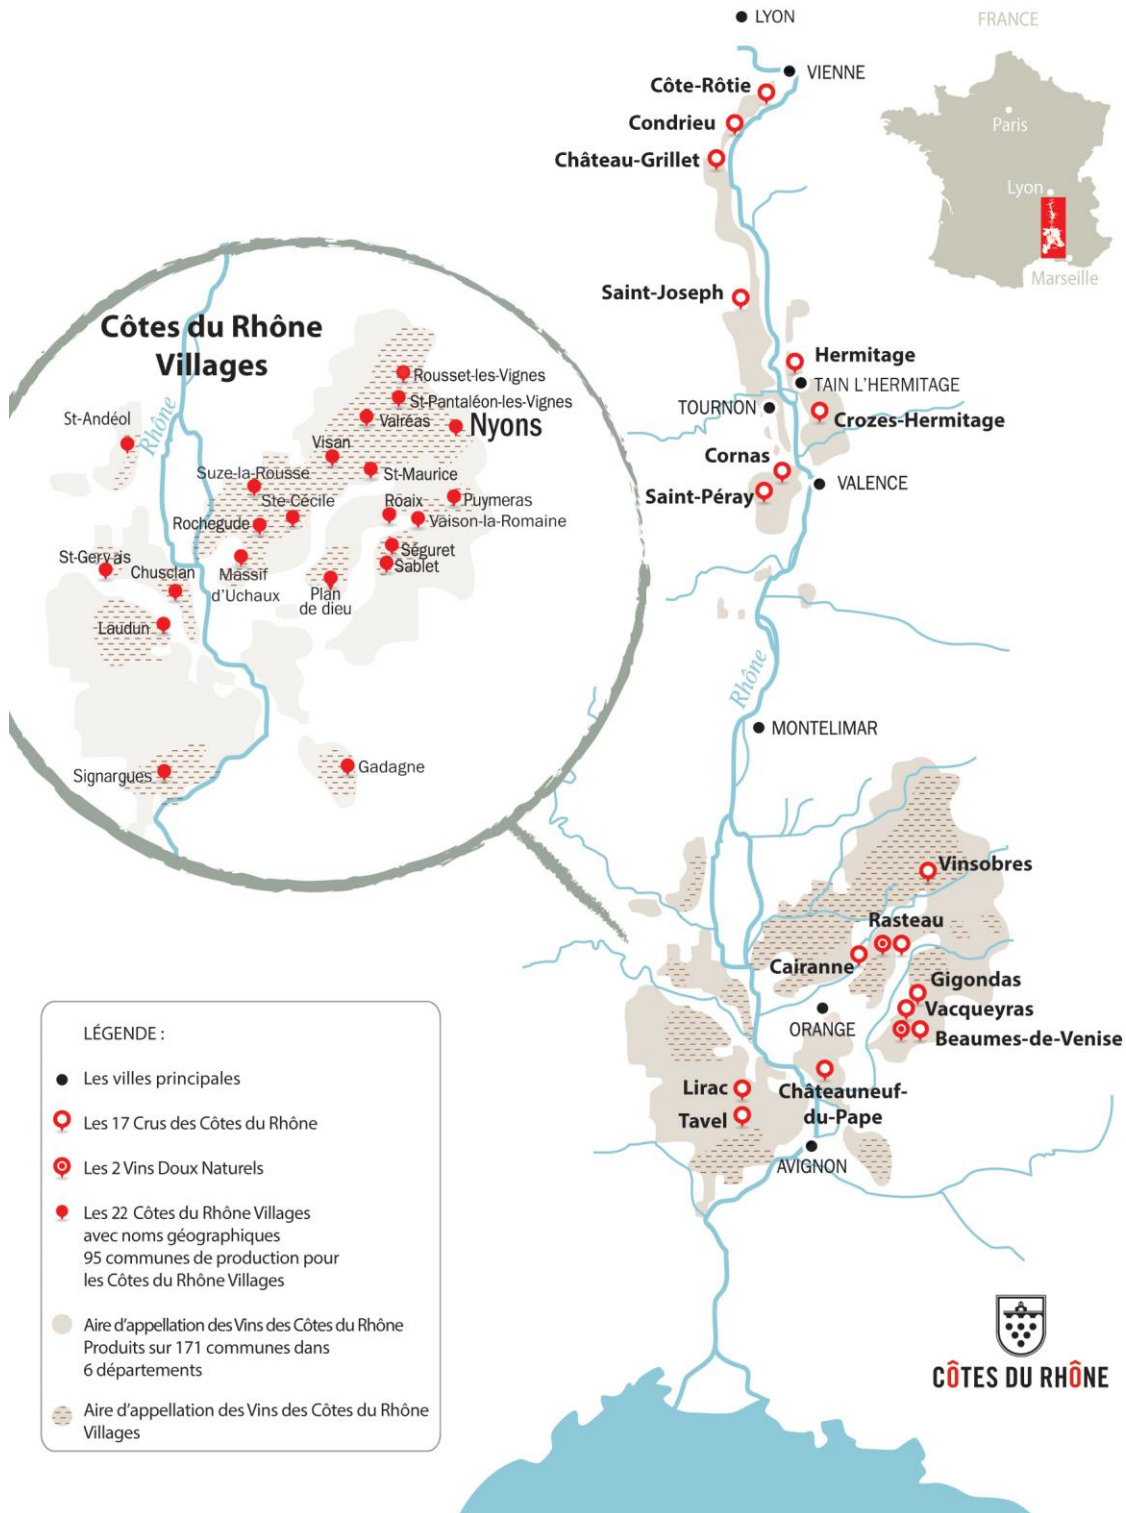 LYON
VIENNE
Côte-Rôtie
Condrieu
Château-Grillet
Saint-Joseph
Hermitage
TAIN L'HERMITAGE
TOURNON
Crozes-Hermitage
Cornas
Saint-Péray
VALENCE
Rhône
MONTELIMAR
Vinsobres
Rasteau
Cairanne
Gigondas
Vacqueyras
Beaumes-de-Venise
ORANGE
Lirac
Tavel
Châteauneuf-
du-Pape
AVIGNON
FRANCE
Paris
Lyon
Marseille
Côtes du Rhône
Villages
Rhône
St-Andéol
Rousset-les-Vignes
St-Pantaléon-les-Vignes
Valréas
Nyons
Visan
St-Maurice
Suze-la-Rousse
Ste-Cécile
Rochegude
Roaix
Puymeras
Vaison-la-Romaine
Séguret
Sablet
St-Gervais
Chusclan
Massif
d'Uchaux
Plan
de dieu
Laudun
Signargues
Gadagne
LÉGENDE :
Les villes principales
Les 17 Crus des Côtes du Rhône
Les 2 Vins Doux Naturels
Les 22 Côtes du Rhône Villages
avec noms géographiques
95 communes de production pour
les Côtes du Rhône Villages
Aire d'appellation des Vins des Côtes du Rhône
Produits sur 171 communes dans
6 départements
Aire d'appellation des Vins des Côtes du Rhône
Villages
CÔTES DU RHÔNE